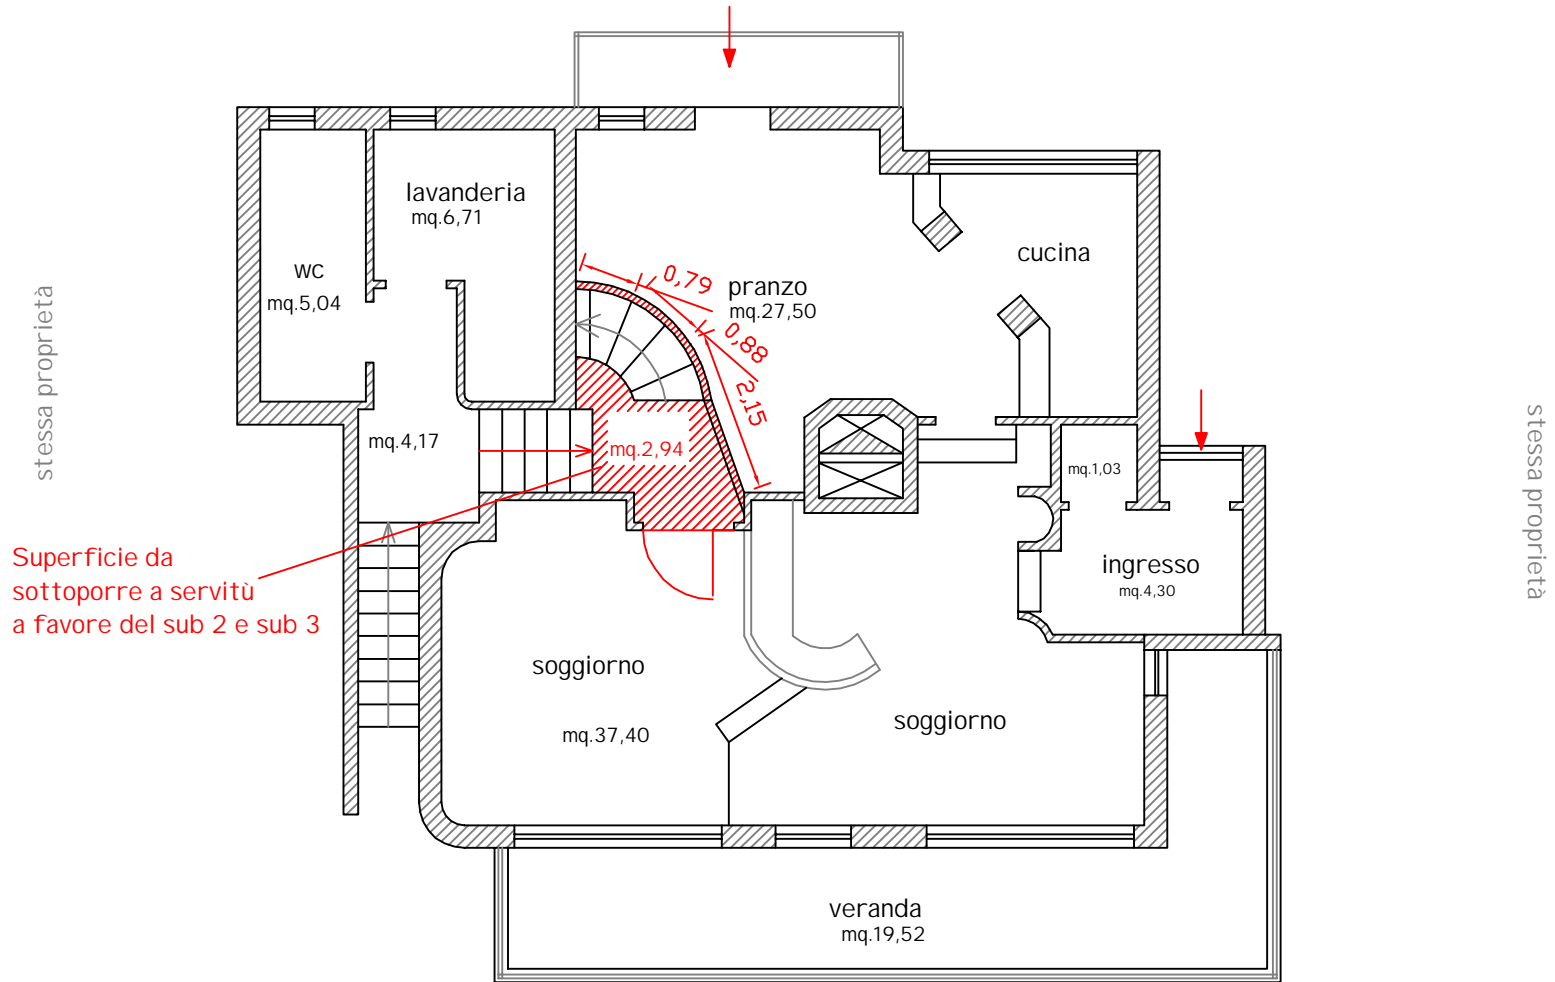 lavanderia
mq.6,71
wc
mq.5,04
stessa proprietà
0,79
0,88
2,15
pranzo
mq.27,50
cucina
mq.4,17
mq.2,94
mq.1,03
stessa proprietà
Superficie da
sottoporre a servitù
a favore del sub 2 e sub 3
ingresso
mq.4,30
soggiorno
mq.37,40
soggiorno
veranda
mq.19,52